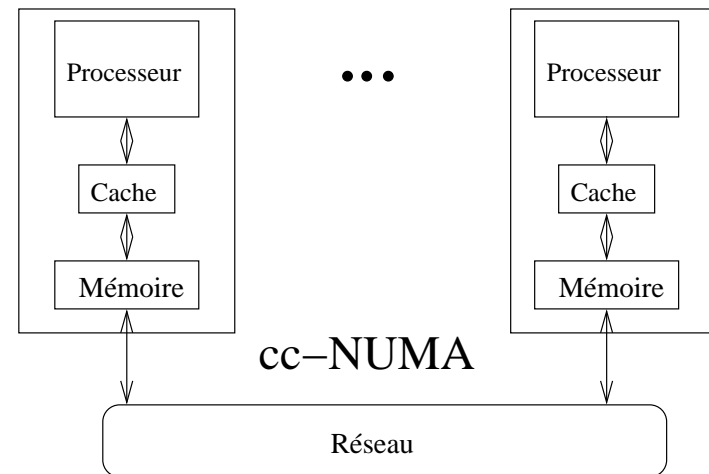 Processeur
Processeur
Cache
Cache
Mémoire
Mémoire
cc–NUMA
Réseau